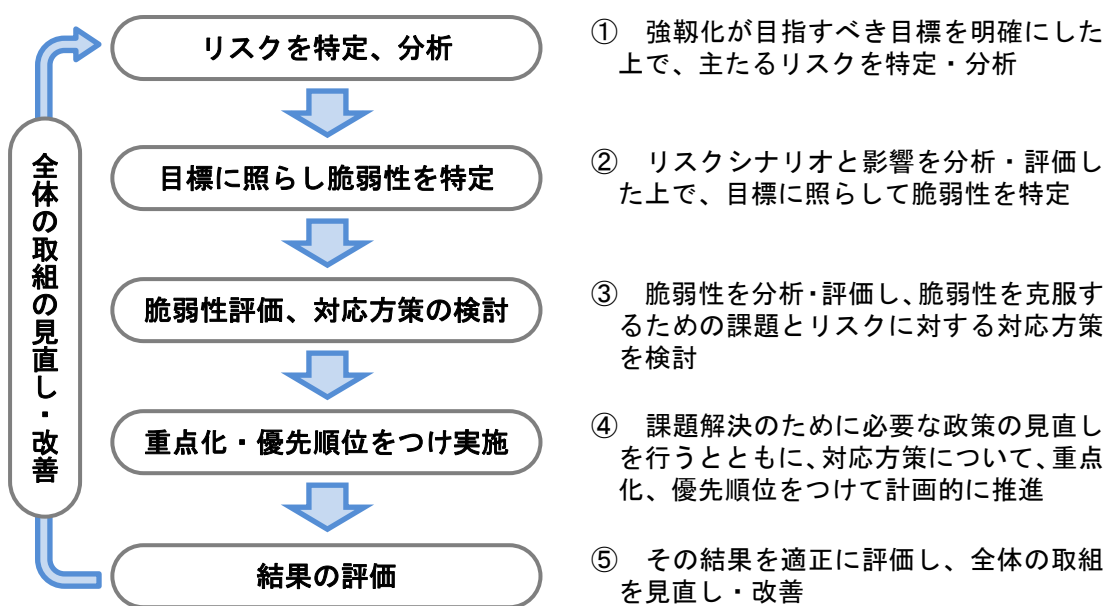 リスクを特定、分析
目標に照らし脆弱性を特定
脆弱性評価、対応方策の検討
重点化・優先順位をつけ実施
結果の評価
全体の取組の見直し・改善
① 強靱化が目指すべき目標を明確にした
上で、主たるリスクを特定・分析
② リスクシナリオと影響を分析・評価し
た上で、目標に照らして脆弱性を特定
③ 脆弱性を分析・評価し、脆弱性を克服す
るための課題とリスクに対する対応方策
を検討
④ 課題解決のために必要な政策の見直し
を行うとともに、対応方策について、重点
化、優先順位をつけて計画的に推進
⑤ その結果を適正に評価し、全体の取組
を見直し・改善